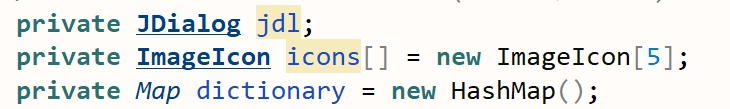 private JDialog jdl;
private ImageIcon icons[] = new ImageIcon[5];
private Map dictionary = new HashMap();